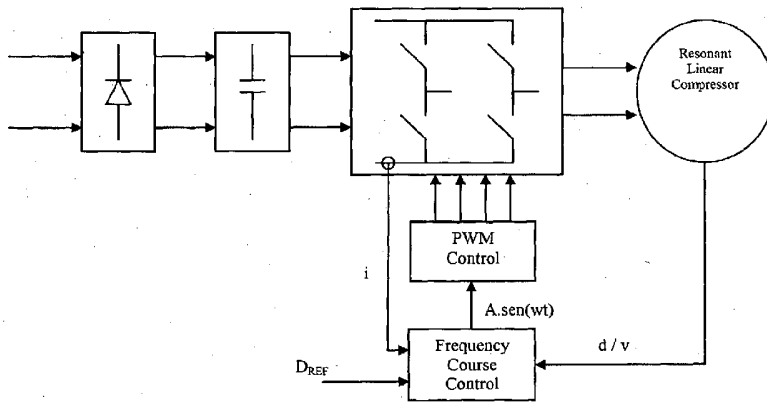 Resonant
Linear
Compressor
PWM
Control
i
A.sen(wt)
Frequency
Course
Control
d / v
D_REF